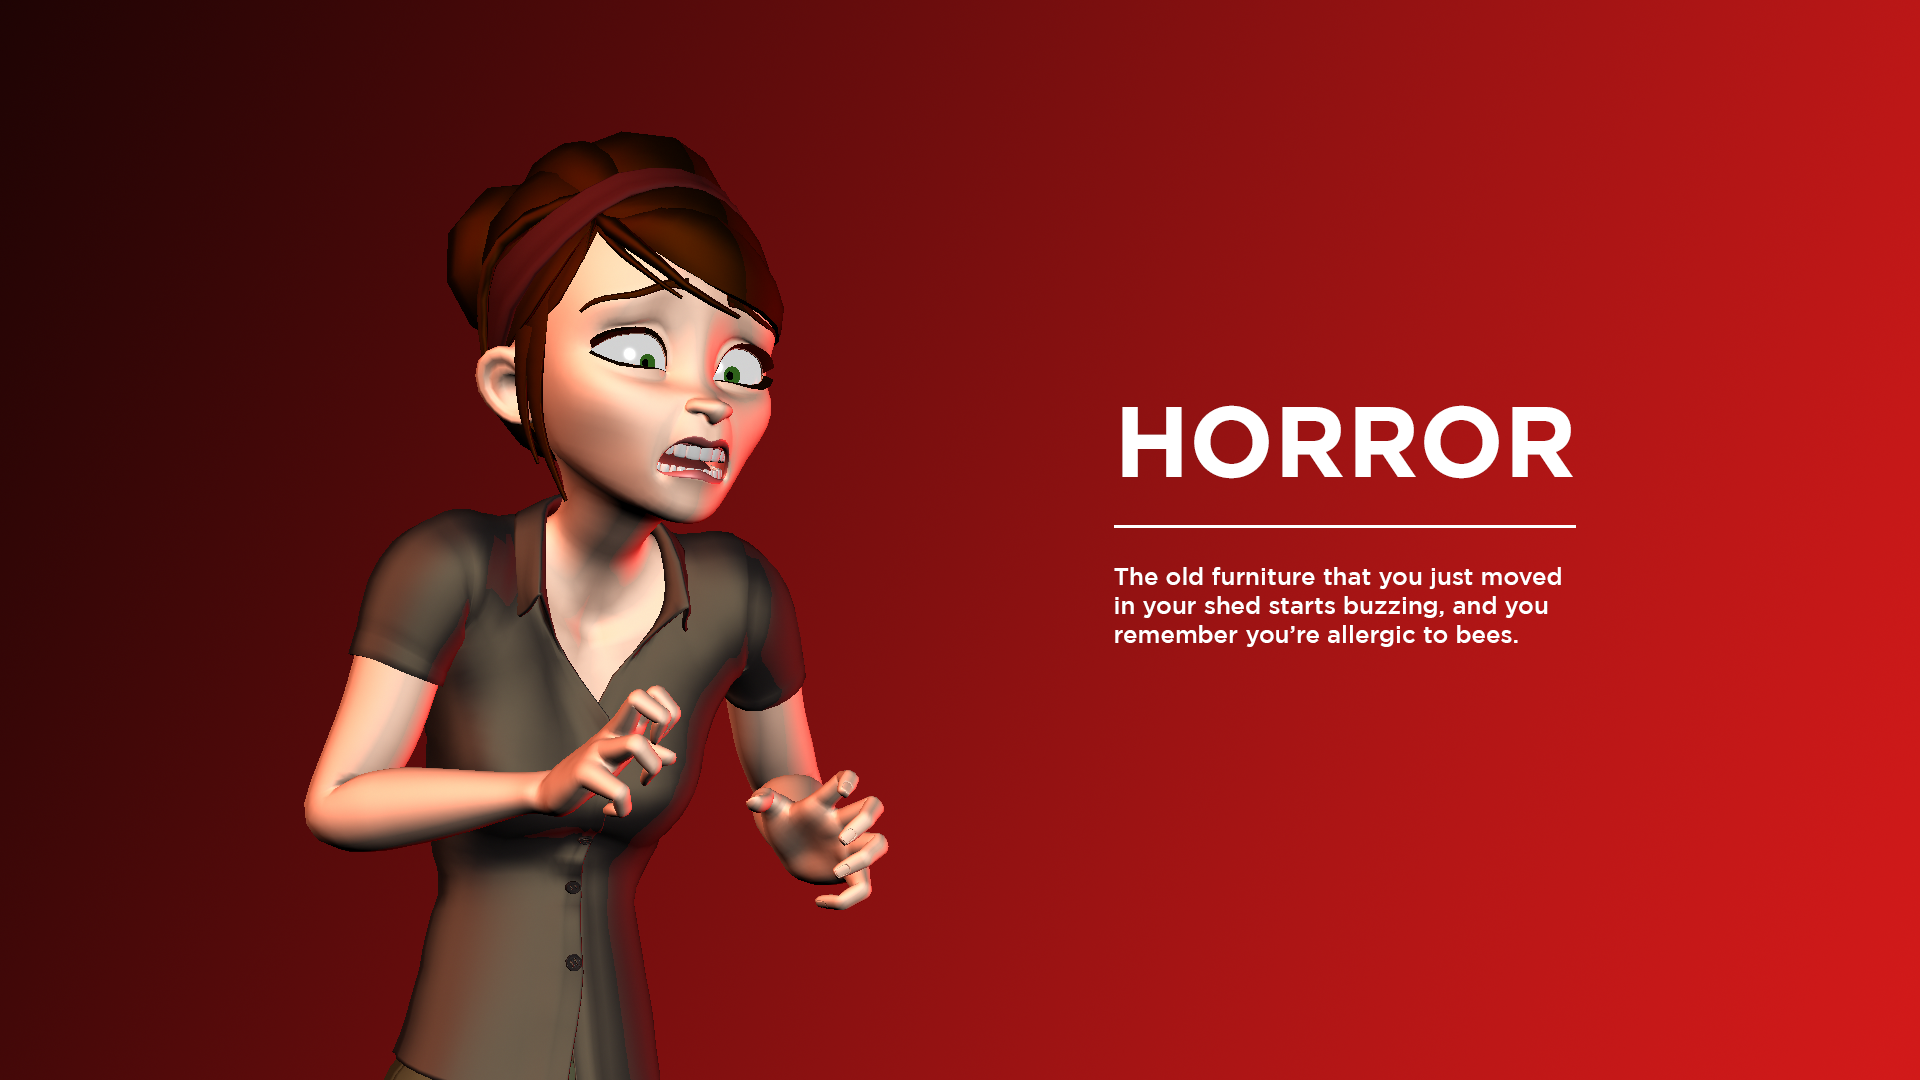 HORROR
The old furniture that you just moved
in your shed starts buzzing, and you
remember you’re allergic to bees.